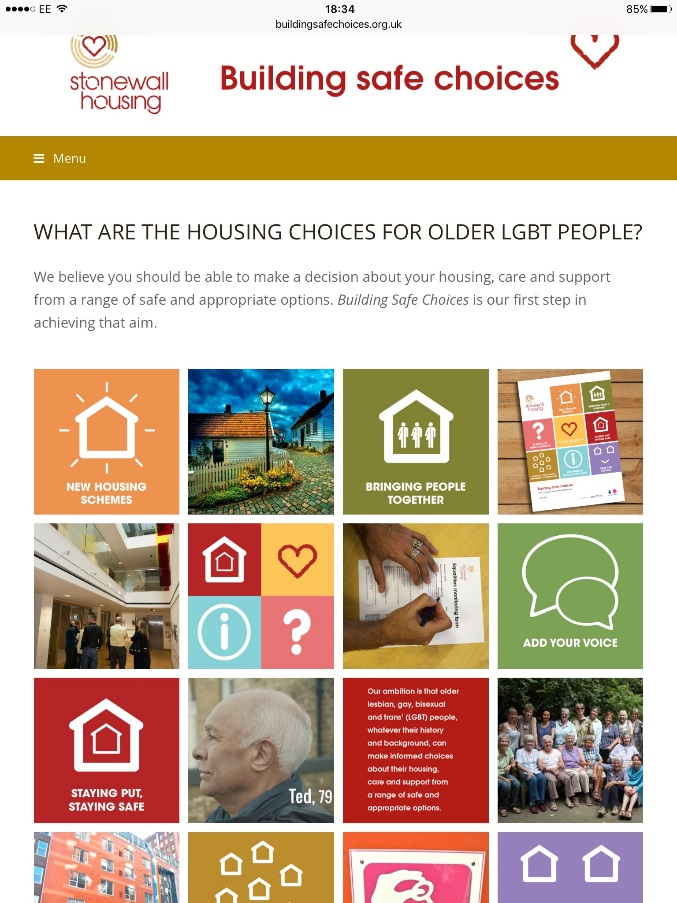 EE 18:34 85%
buildingsafechoices.org.uk
stonewall
housing
Building safe choices
Menu
WHAT ARE THE HOUSING CHOICES FOR OLDER LGBT PEOPLE?
We believe you should be able to make a decision about your housing, care and support
from a range of safe and appropriate options. Building Safe Choices is our first step in
achieving that aim.
NEW HOUSING
SCHEMES
BRINGING PEOPLE
TOGETHER
stonewall
housing
?
i
i
?
Equalities monitoring form
ADD YOUR VOICE
STAYING PUT,
STAYING SAFE
Ted, 79
Our ambition is that older
lesbian, gay, bisexual
and trans* (LGBT) people,
whatever their history
and background, can
make informed choices
about their housing,
care and support from
a range of safe and
appropriate options.